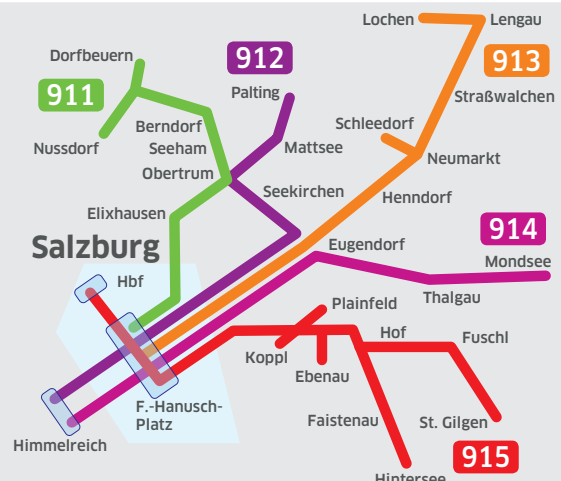 Lochen
Lengau
Dorfbeuern
912
913
911
Palting
Straßwalchen
Schleedorf
Berndorf
Nussdorf
Seeham
Mattsee
Neumarkt
Obertrum
Seekirchen
Henndorf
Elixhausen
914
Salzburg
Eugendorf
Mondsee
Hbf
Thalgau
Plainfeld
Hof
Fuschl
Koppl
Ebenau
F.-Hanusch-
Platz
Faistenau
St. Gilgen
Himmelreich
915
Hintersee